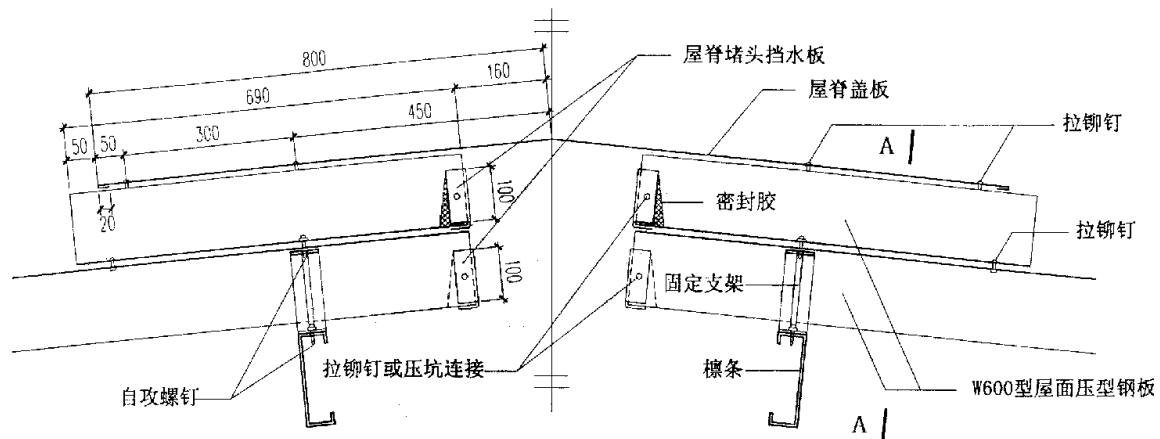 800
160
690
450
50
50
300
20
100
100
屋脊堵头挡水板
屋脊盖板
拉铆钉
A
密封胶
拉铆钉
固定支架
拉铆钉或压坑连接
檩条
自攻螺钉
W600型屋面压型钢板
A